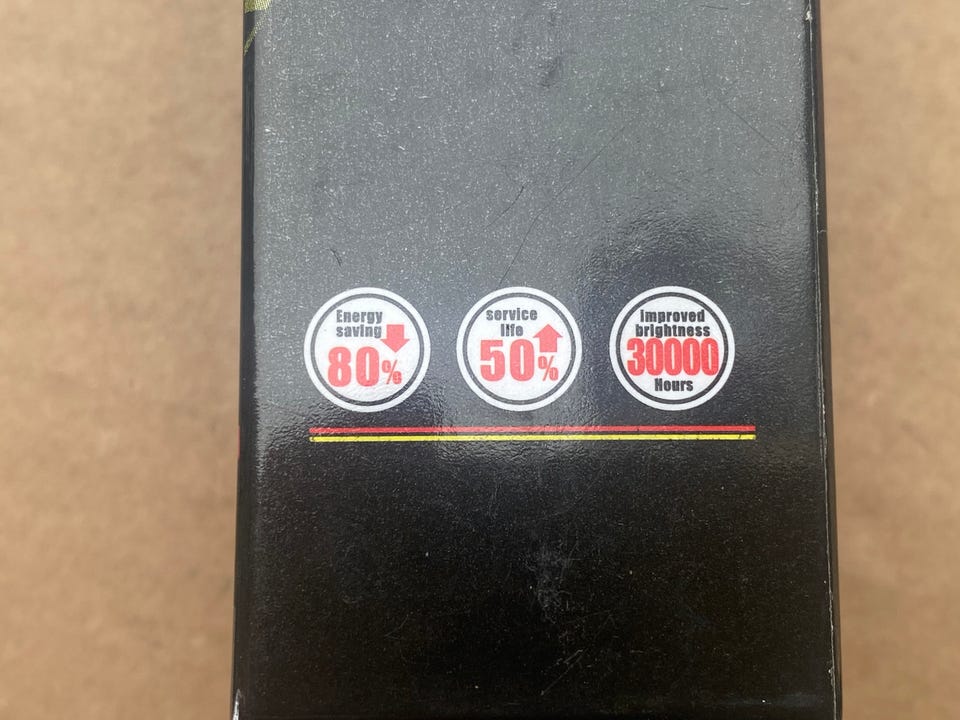 Energy
saving
80%
service
life
50%
Improved
brightness
30000
Hours